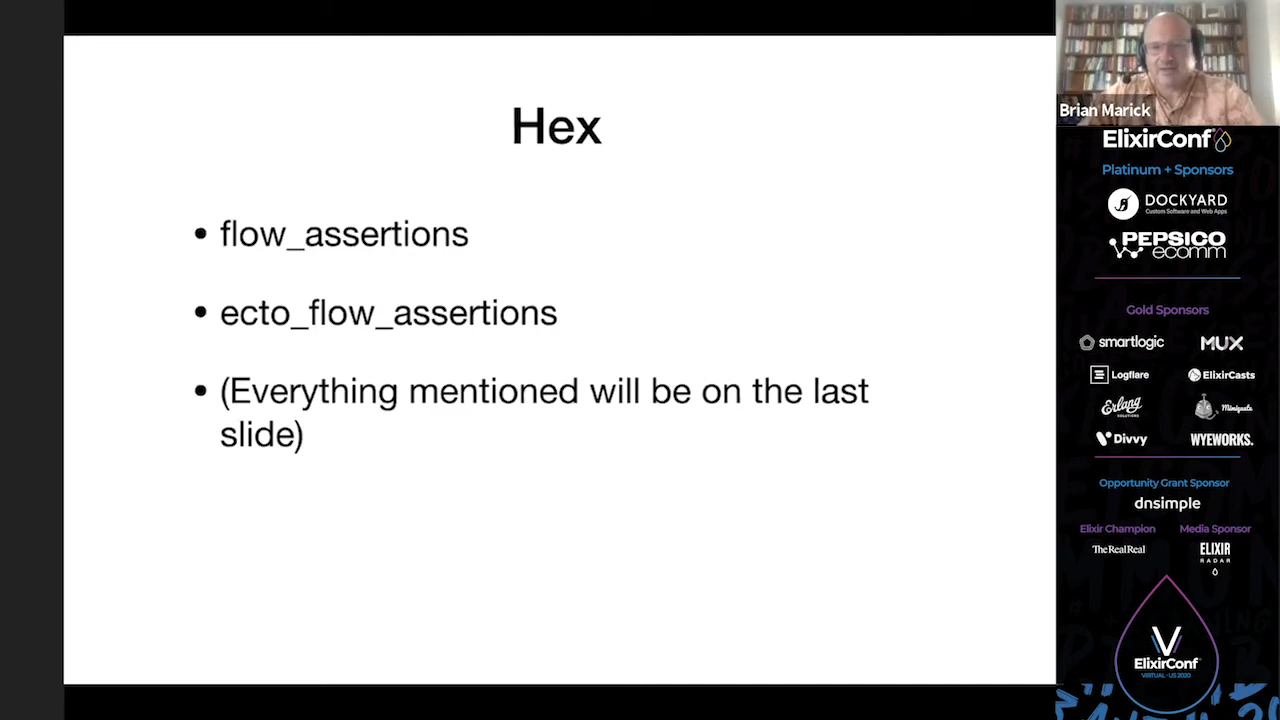 Hex
• flow_assertions
• ecto_flow_assertions
• (Everything mentioned will be on the last
slide)
Brian Marick
ElixirConf
Platinum + Sponsors
DOCKYARD
Custom Software and Web Apps
PEPSICO
ecomm
Gold Sponsors
smartlogic
MUX
Logflare
ElixirCasts
Erlang
SOLUTIONS
Miniquote
Divvy
WYEWORKS.
Opportunity Grant Sponsor
dnsimple
Elixir Champion
Media Sponsor
The RealReal
ELIXIR
RADAR
V
ElixirConf
VIRTUAL - US 2020